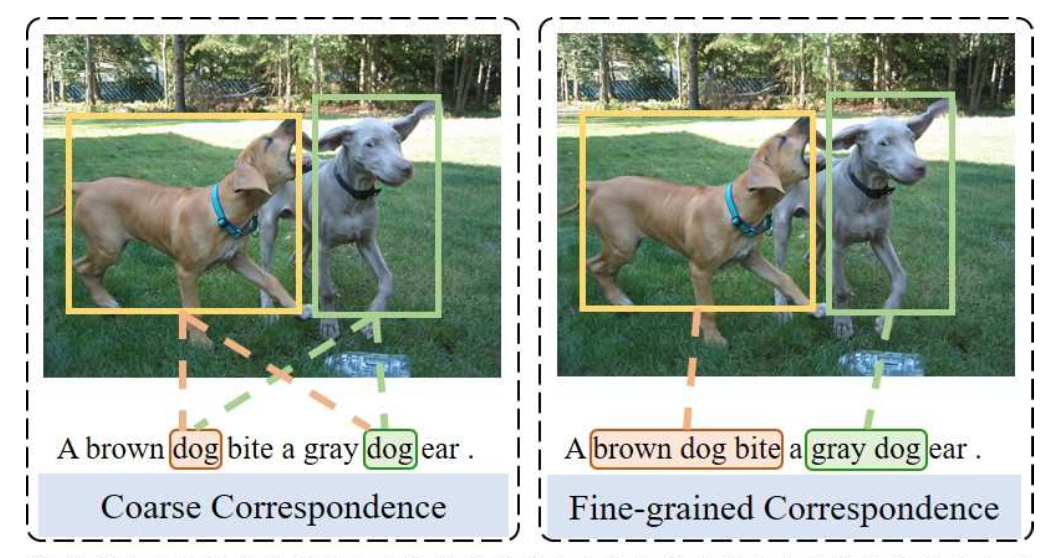 A brown dog bite a gray dog ear .
Coarse Correspondence
A brown dog bite a gray dog ear .
Fine-grained Correspondence